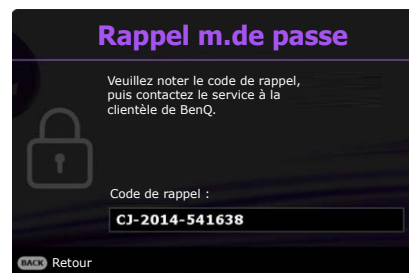 Rappel m.de passe
Veuillez noter le code de rappel,
puis contactez le service à la
clientèle de BenQ.
Code de rappel :
CJ-2014-541638
BACK Retour